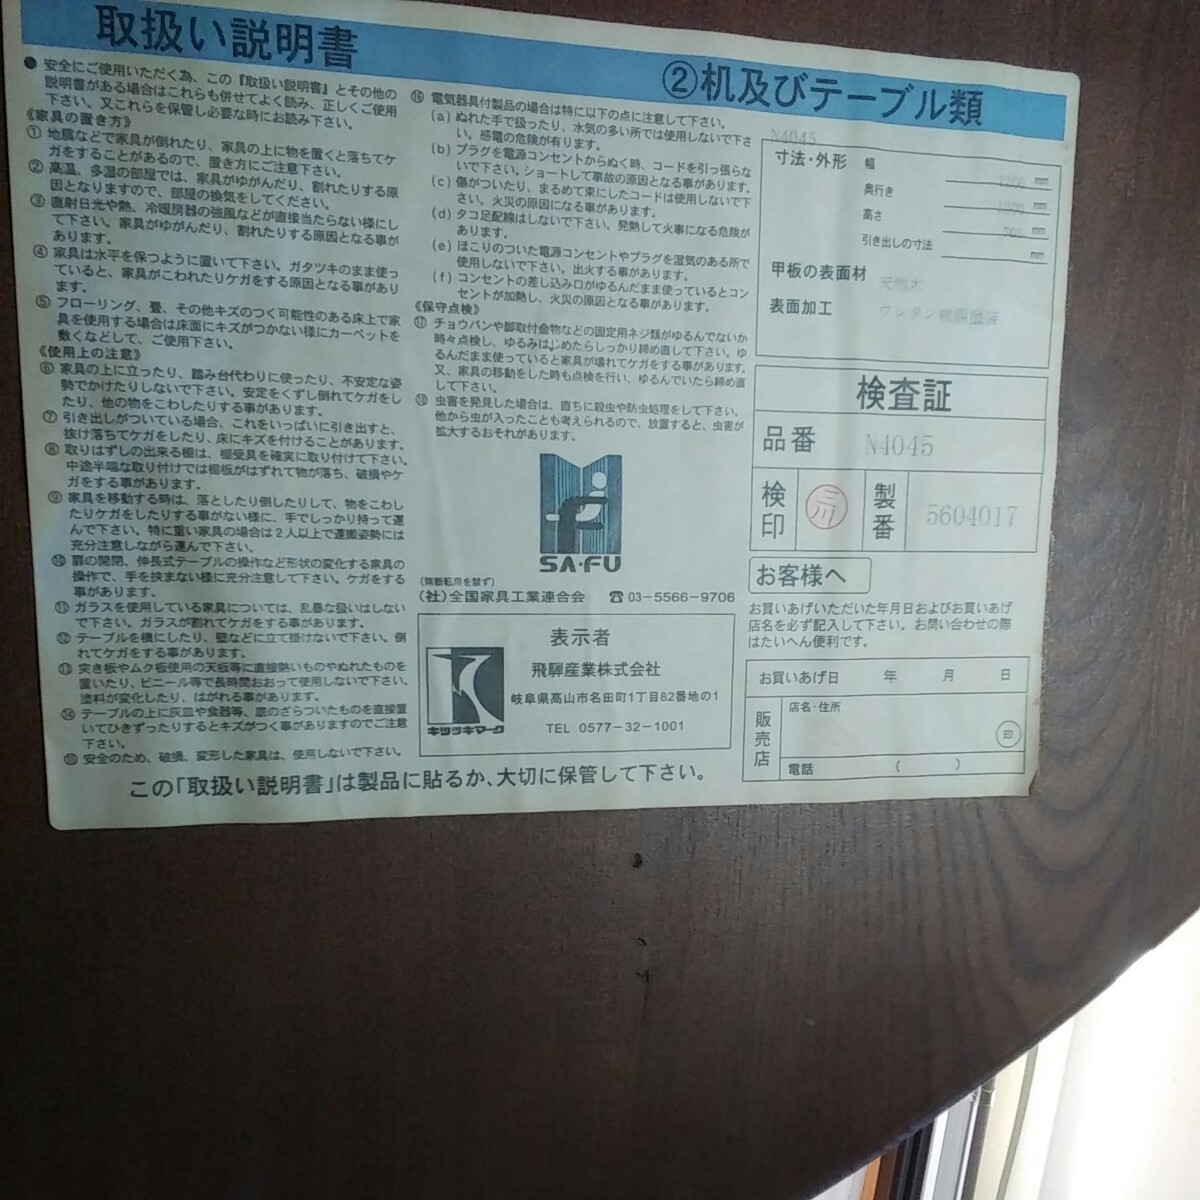 取扱い説明書
②机及びテーブル類
● 安全にご使用いただく為、この『取扱い説明書』とその他の
説明書がある場合はこれらも併せてよく読み、正しくご使用
下さい。又これらを保管し必要な時にお読み下さい。
《家具の置き方》
① 地震などで家具が倒れたり、家具の上に物を置くと落ちてケ
ガをすることがあるので、置き方にご注意下さい。
② 高温、多湿の部屋では、家具がゆがんだり、割れたりする原
因となりますので、部屋の換気をしてください。
③ 直射日光や熱、冷暖房器の強風などが直接当たらない様にし
て下さい。家具がゆがんだり、割れたりする原因となる事が
あります。
④ 家具は水平を保つように置いて下さい。ガタツキのまま使っ
ていると、家具がこわれたりケガをする原因となる事があり
ます。
⑤ フローリング、畳、その他キズのつく可能性のある床上で家
具を使用する場合は床面にキズがつかない様にカーペットを
敷くなどして、ご使用下さい。
《使用上の注意》
⑥ 家具の上に立ったり、踏み台代わりに使ったり、不安定な姿
勢でかけたりしないで下さい。安定をくずし倒れてケガをし
たり、他の物をこわしたりする事があります。
⑦ 引き出しがついている場合、これをいっぱいに引き出すと、
抜け落ちてケガをしたり、床にキズを付けることがあります。
⑧ 取りはずしの出来る棚は、棚受具を確実に取り付けて下さい。
中途半端な取り付けでは棚板がはずれて物が落ち、破損やケ
ガをする事があります。
⑨ 家具を移動する時は、落としたり倒したりして、物をこわし
たりケガをしたりする事がない様に、手でしっかり持って運
んで下さい。特に重い家具の場合は2人以上で運搬姿勢には
充分注意しながら運んで下さい。
⑩ 扉の開閉、伸長式テーブルの操作など形状の変化する家具の
操作で、手を挟まない様に充分注意して下さい。ケガをする
事があります。
⑪ ガラスを使用している家具については、乱暴な扱いはしない
で下さい。ガラスが割れてケガをする事があります。
⑫ テーブルを横にしたり、壁などに立て掛けないで下さい。倒
れてケガをする事があります。
⑬ 突き板やムク板使用の天板等に直接熱いものやぬれたものを
置いたり、ビニール等で長時間おおって使用しないで下さい。
塗料が変化したり、はがれる事があります。
⑭ テーブルの上に灰皿や食器等、底のざらついたものを直接置
いてひきずったりするとキズがつく事がありますのでご注意
下さい。
⑮ 安全のため、破損、変形した家具は、使用しないで下さい。
⑯ 電気器具付製品の場合は特に以下の点に注意して下さい。
(a) ぬれた手で扱ったり、水気の多い所では使用しないで下さ
い。感電の危険が有ります。
(b) プラグを電源コンセントからぬく時、コードを引っ張らな
いで下さい。ショートして事故の原因となる事があります。
(c) 傷がついたり、まるめて束にしたコードは使用しないで下
さい。火災の原因になる事があります。
(d) タコ足配線はしないで下さい。発熱して火事になる危険が
あります。
(e) ほこりのついた電源コンセントやプラグを湿気のある所で
使用しないで下さい。出火する事があります。
(f) コンセントの差し込み口がゆるんだまま使っているとコン
セントが加熱し、火災の原因となる事があります。
《保守点検》
⑰ チョウバンや脚取付金物などの固定用ネジ類がゆるんでないか
時々点検し、ゆるみはじめたらしっかり締め直して下さい。ゆ
るんだまま使っていると家具が壊れてケガをする事があります。
又、家具の移動をした時も点検を行い、ゆるんでいたら締め直
して下さい。
⑱ 虫害を発見した場合は、直ちに殺虫や防虫処理をして下さい。
他から虫が入ったことも考えられるので、放置すると、虫害が
拡大するおそれがあります。
SA・FU
(無断転用を禁ず)
(社)全国家具工業連合会 ☎03-5566-9706
表示者
飛騨産業株式会社
岐阜県高山市名田町1丁目82番地の1
TEL 0577-32-1001
キツツキマーク
この「取扱い説明書」は製品に貼るか、大切に保管して下さい。
N4045
寸法・外形 幅 1200 mm
奥行き 1200 mm
高さ 700 mm
引き出しの寸法 mm
甲板の表面材 天然木
表面加工 ウレタン樹脂塗装
検査証
品番 N4045
検印 三川 製番 5604017
お客様へ
お買いあげいただいた年月日およびお買いあげ
店名を必ず記入して下さい。お問い合わせの際
はたいへん便利です。
お買いあげ日 年 月 日
販売店 店名・住所
印
電話 ( )